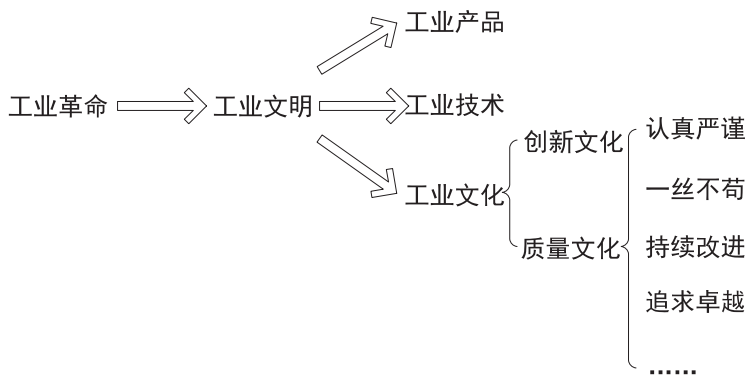 工业革命
工业文明
工业产品
工业技术
工业文化
创新文化
质量文化
认真严谨
一丝不苟
持续改进
追求卓越
……